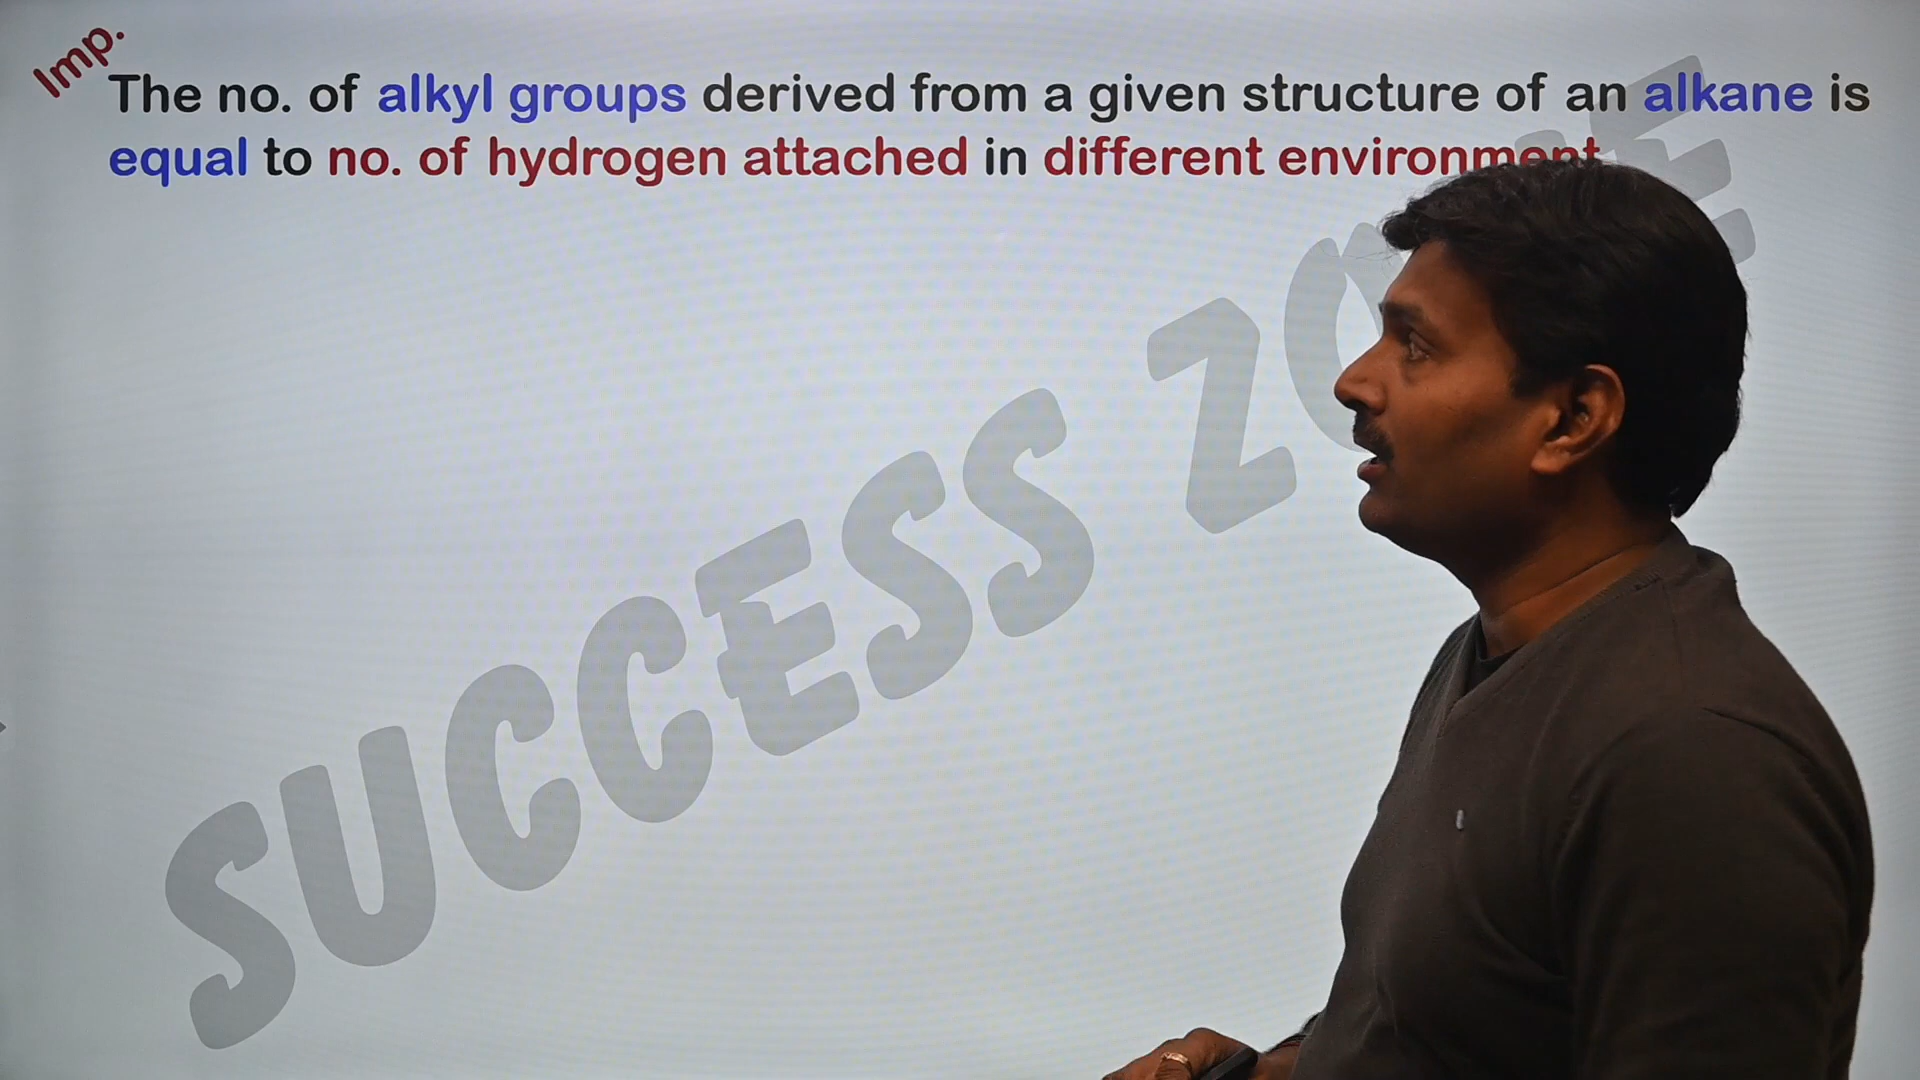 Imp.
The no. of alkyl groups derived from a given structure of an alkane is
equal to no. of hydrogen attached in different environment
SUCCESS ZONE